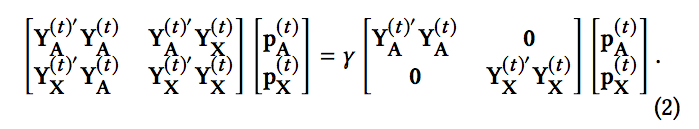 [Y_A^(t)′Y_A^(t) Y_A^(t)′Y_X^(t)] [p_A^(t)] = γ [Y_A^(t)′Y_A^(t) 0] [p_A^(t)]
[Y_X^(t)′Y_A^(t) Y_X^(t)′Y_X^(t)] [p_X^(t)] [0 Y_X^(t)′Y_X^(t)] [p_X^(t)] .
(2)